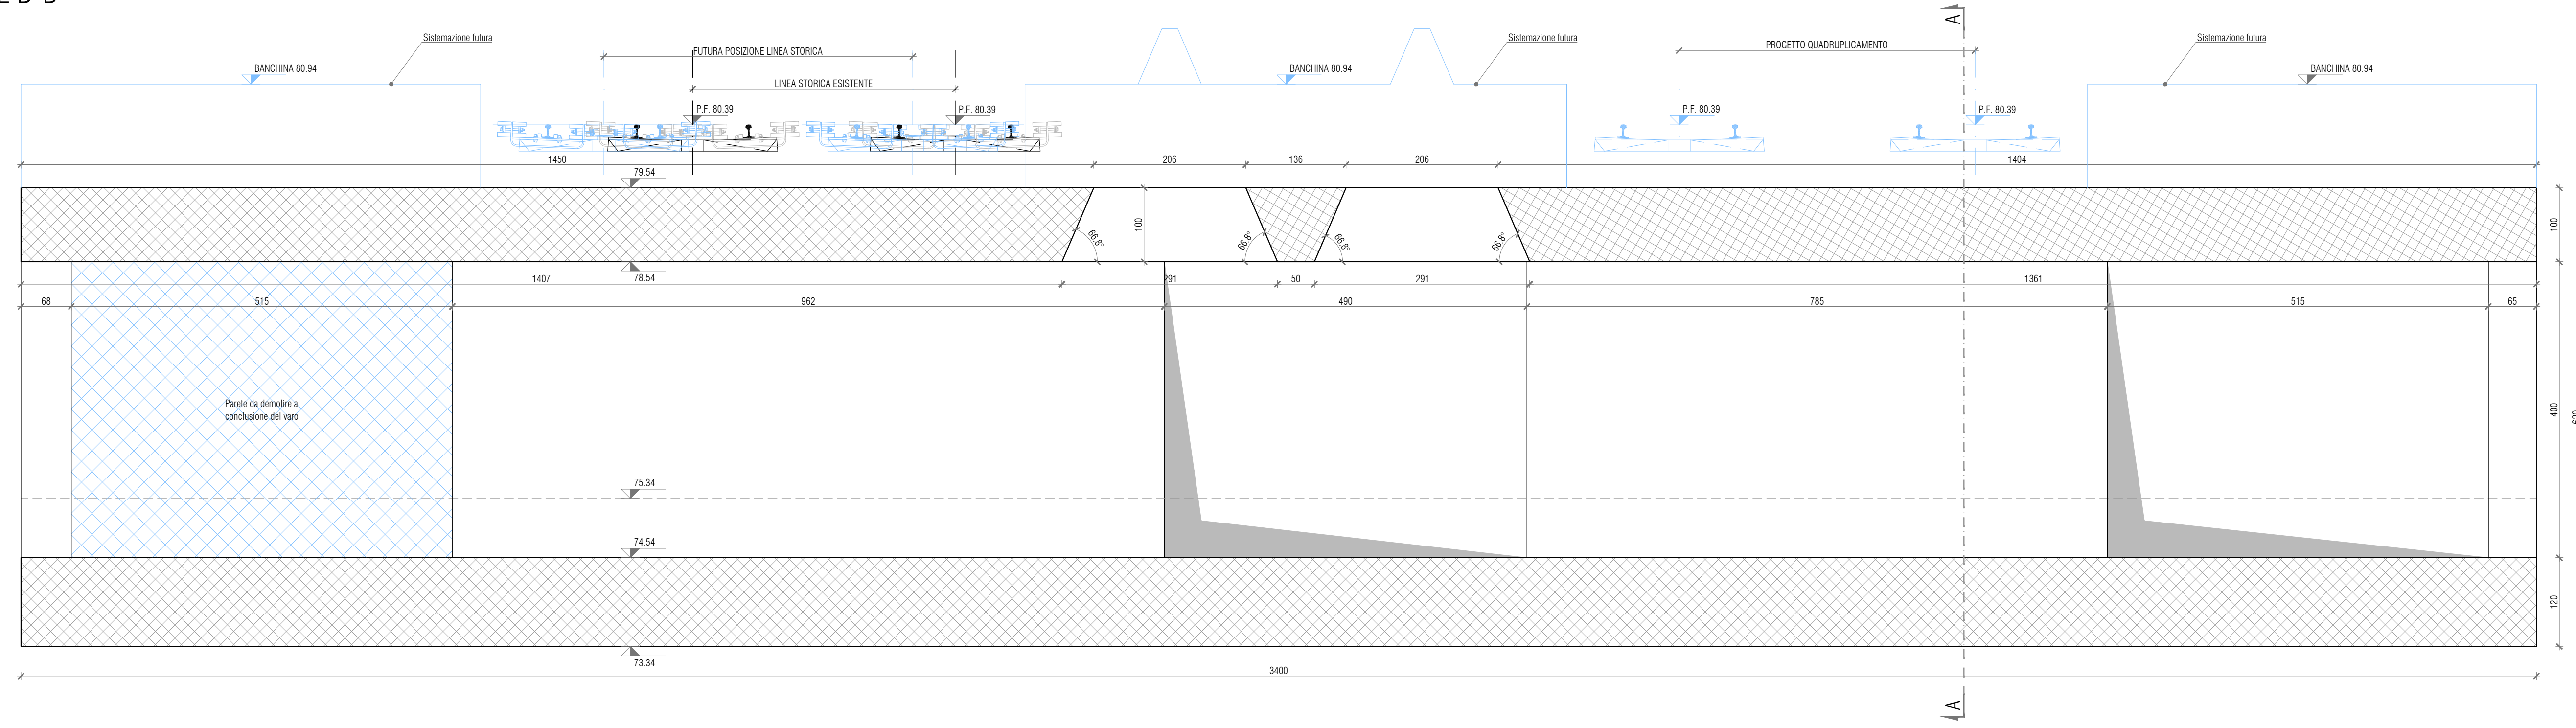 A
Sistemazione futura
Sistemazione futura
Sistemazione futura
FUTURA POSIZIONE LINEA STORICA
PROGETTO QUADRUPLICAMENTO
BANCHINA 80.94
BANCHINA 80.94
BANCHINA 80.94
LINEA STORICA ESISTENTE
P.F. 80.39
P.F. 80.39
P.F. 80.39
P.F. 80.39
1450
206
136
206
1404
79.54
100
100
66.8°
66.8°
66.8°
66.8°
78.54
1407
291
50
291
1361
68
515
962
490
785
515
65
Parete da demolire a
conclusione del varo
400
75.34
74.54
120
73.34
3400
A